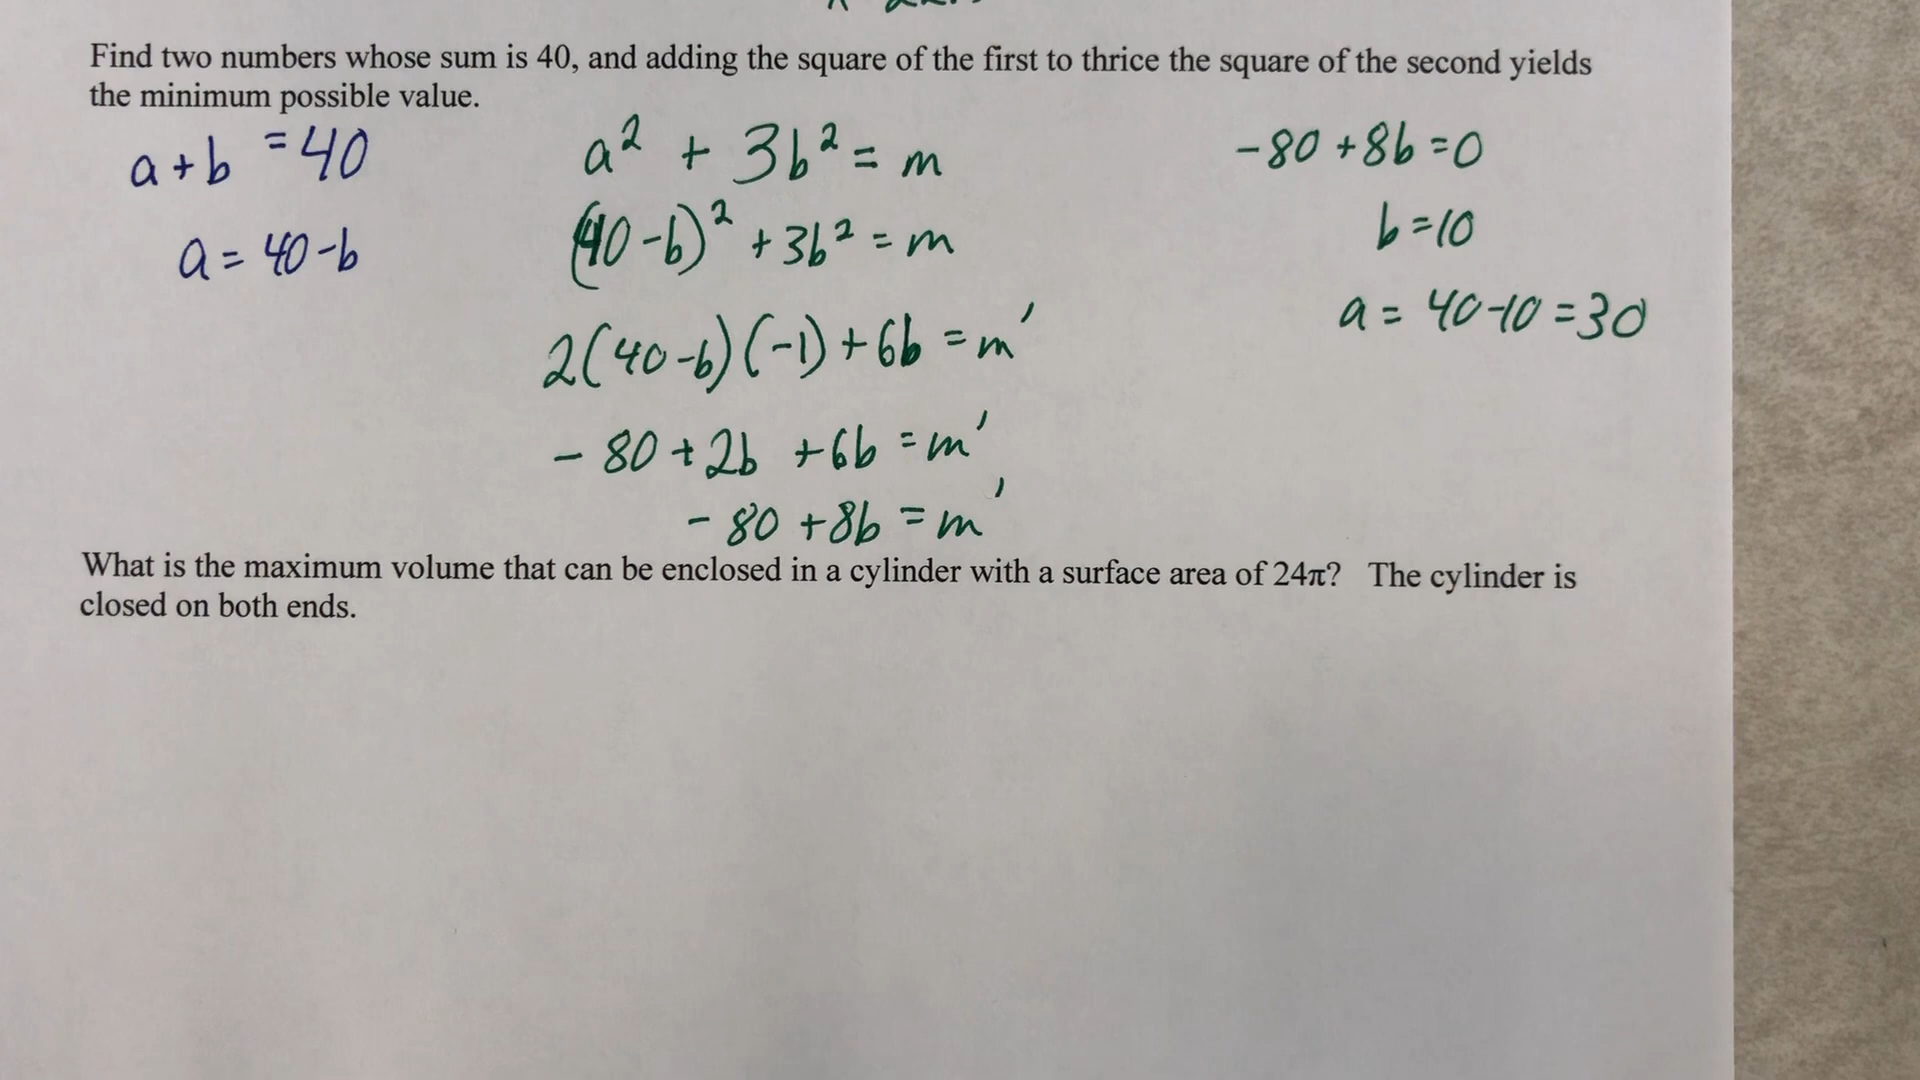 Find two numbers whose sum is 40, and adding the square of the first to thrice the square of the second yields
the minimum possible value.
a + b = 40
a = 40 - b
a² + 3b² = m
(40 - b)² + 3b² = m
2(40 - b)(-1) + 6b = m'
- 80 + 2b + 6b = m'
- 80 + 8b = m'
- 80 + 8b = 0
b = 10
a = 40 - 10 = 30
What is the maximum volume that can be enclosed in a cylinder with a surface area of 24π? The cylinder is
closed on both ends.